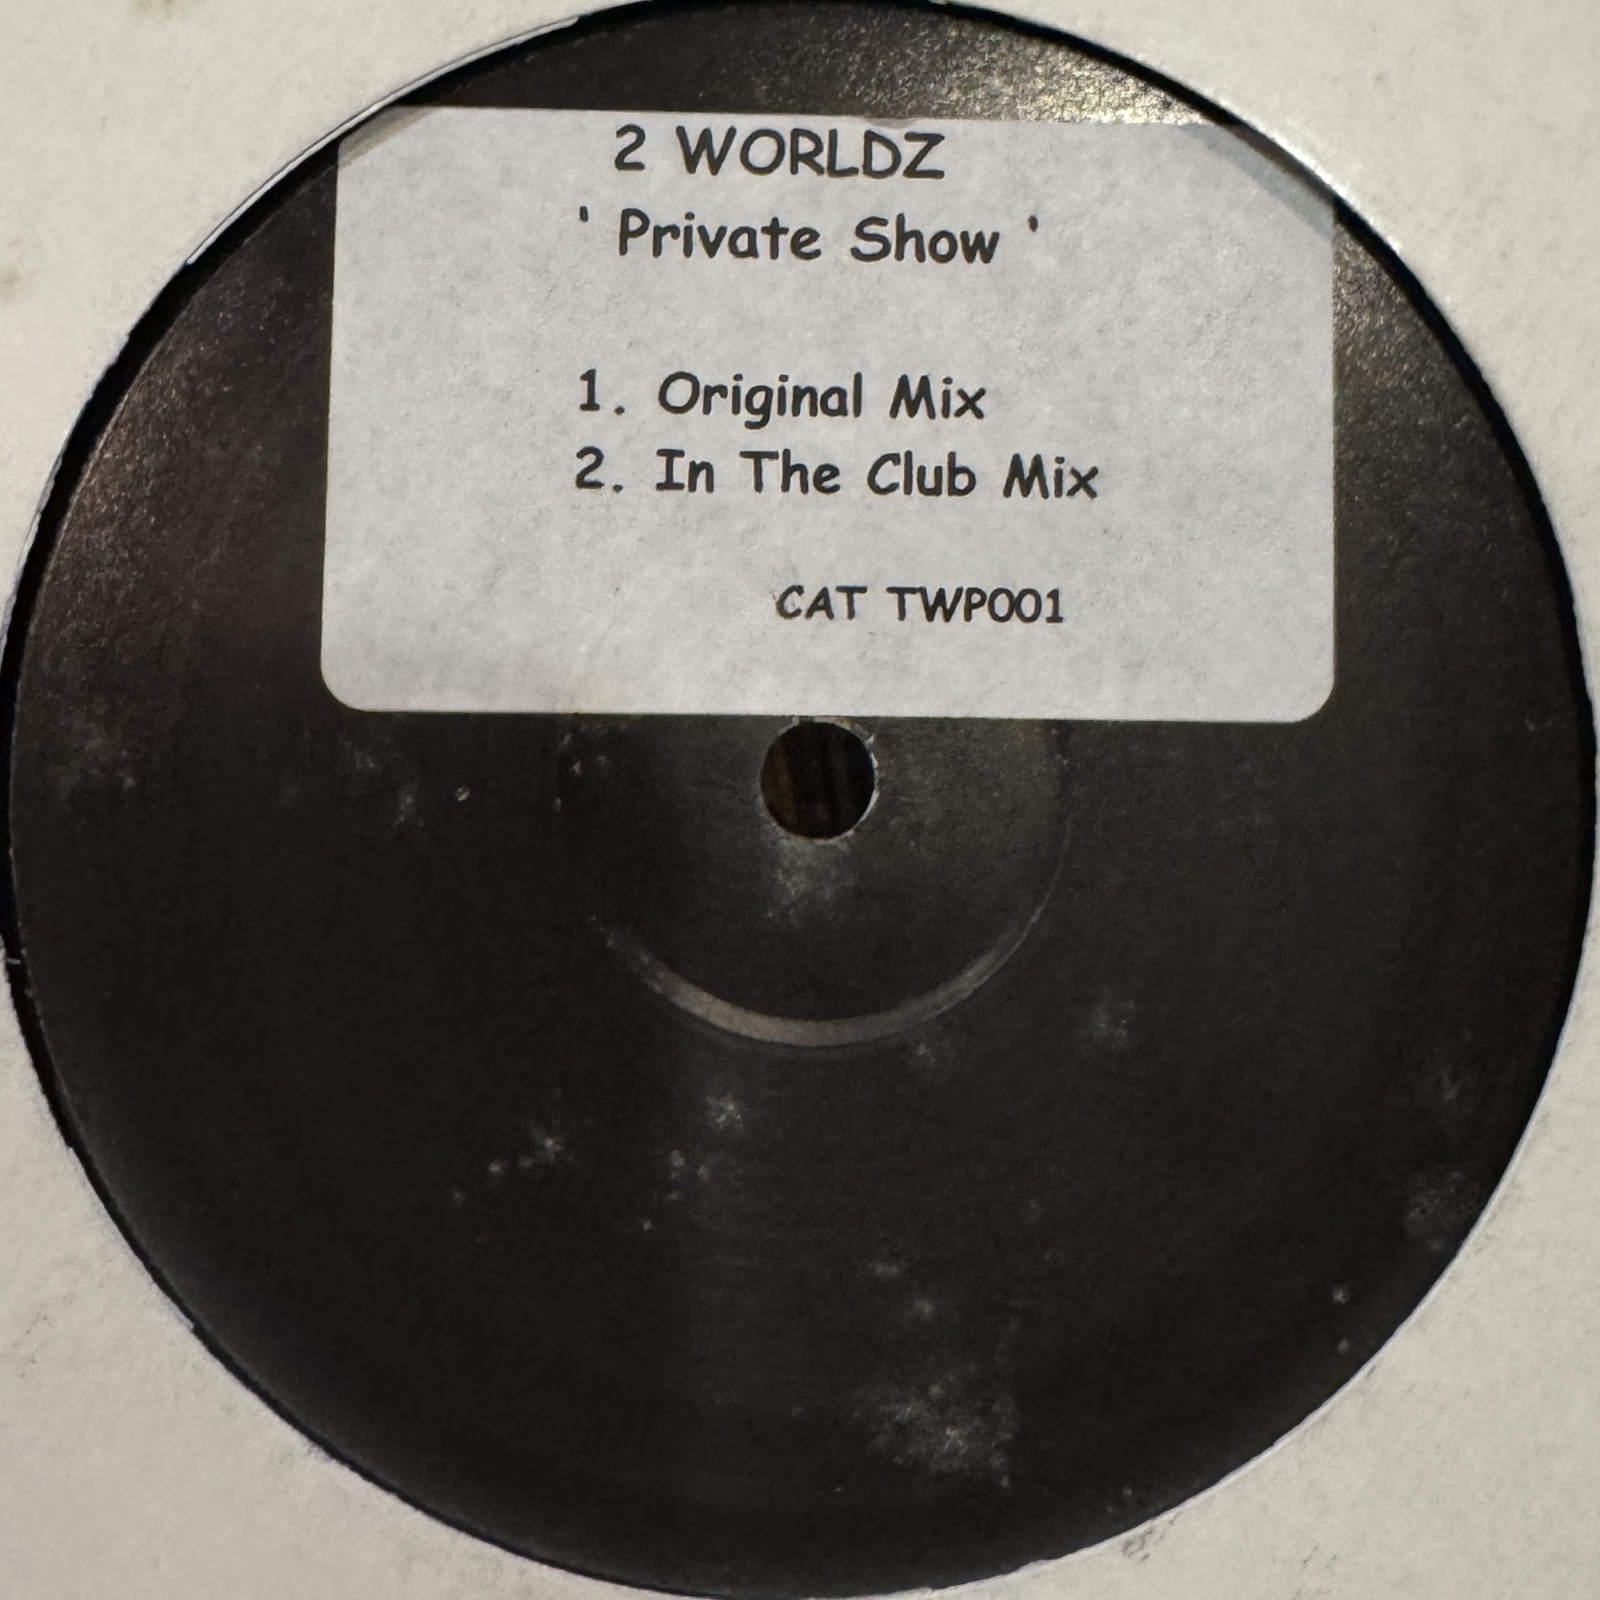 2 WORLDZ
' Private Show '
1. Original Mix
2. In The Club Mix
CAT TWP001